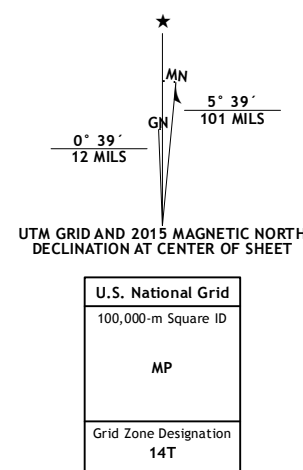 ★
MN
5° 39´
101 MILS
GN
0° 39´
12 MILS
UTM GRID AND 2015 MAGNETIC NORTH
DECLINATION AT CENTER OF SHEET
U.S. National Grid
100,000-m Square ID
MP
Grid Zone Designation
14T